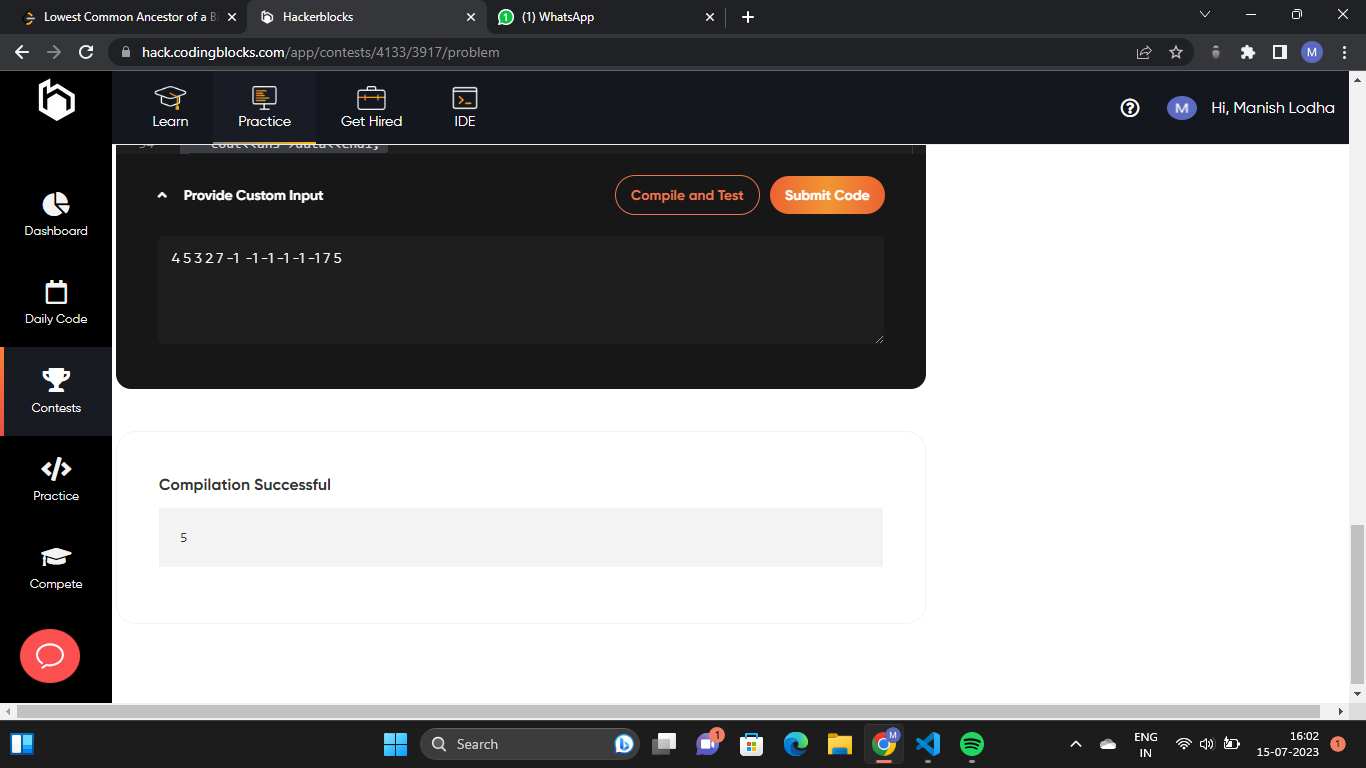 Lowest Common Ancestor of a B
Hackerblocks
(1) WhatsApp
hack.codingblocks.com/app/contests/4133/3917/problem
M
Learn
Practice
Get Hired
IDE
M
Hi, Manish Lodha
Provide Custom Input
Compile and Test
Submit Code
4 5 3 2 7 -1 -1 -1 -1 -1 -1 7 5
Dashboard
Daily Code
Contests
Practice
Compete
Compilation Successful
5
Search
1
M
ENG
IN
16:02
15-07-2023
1